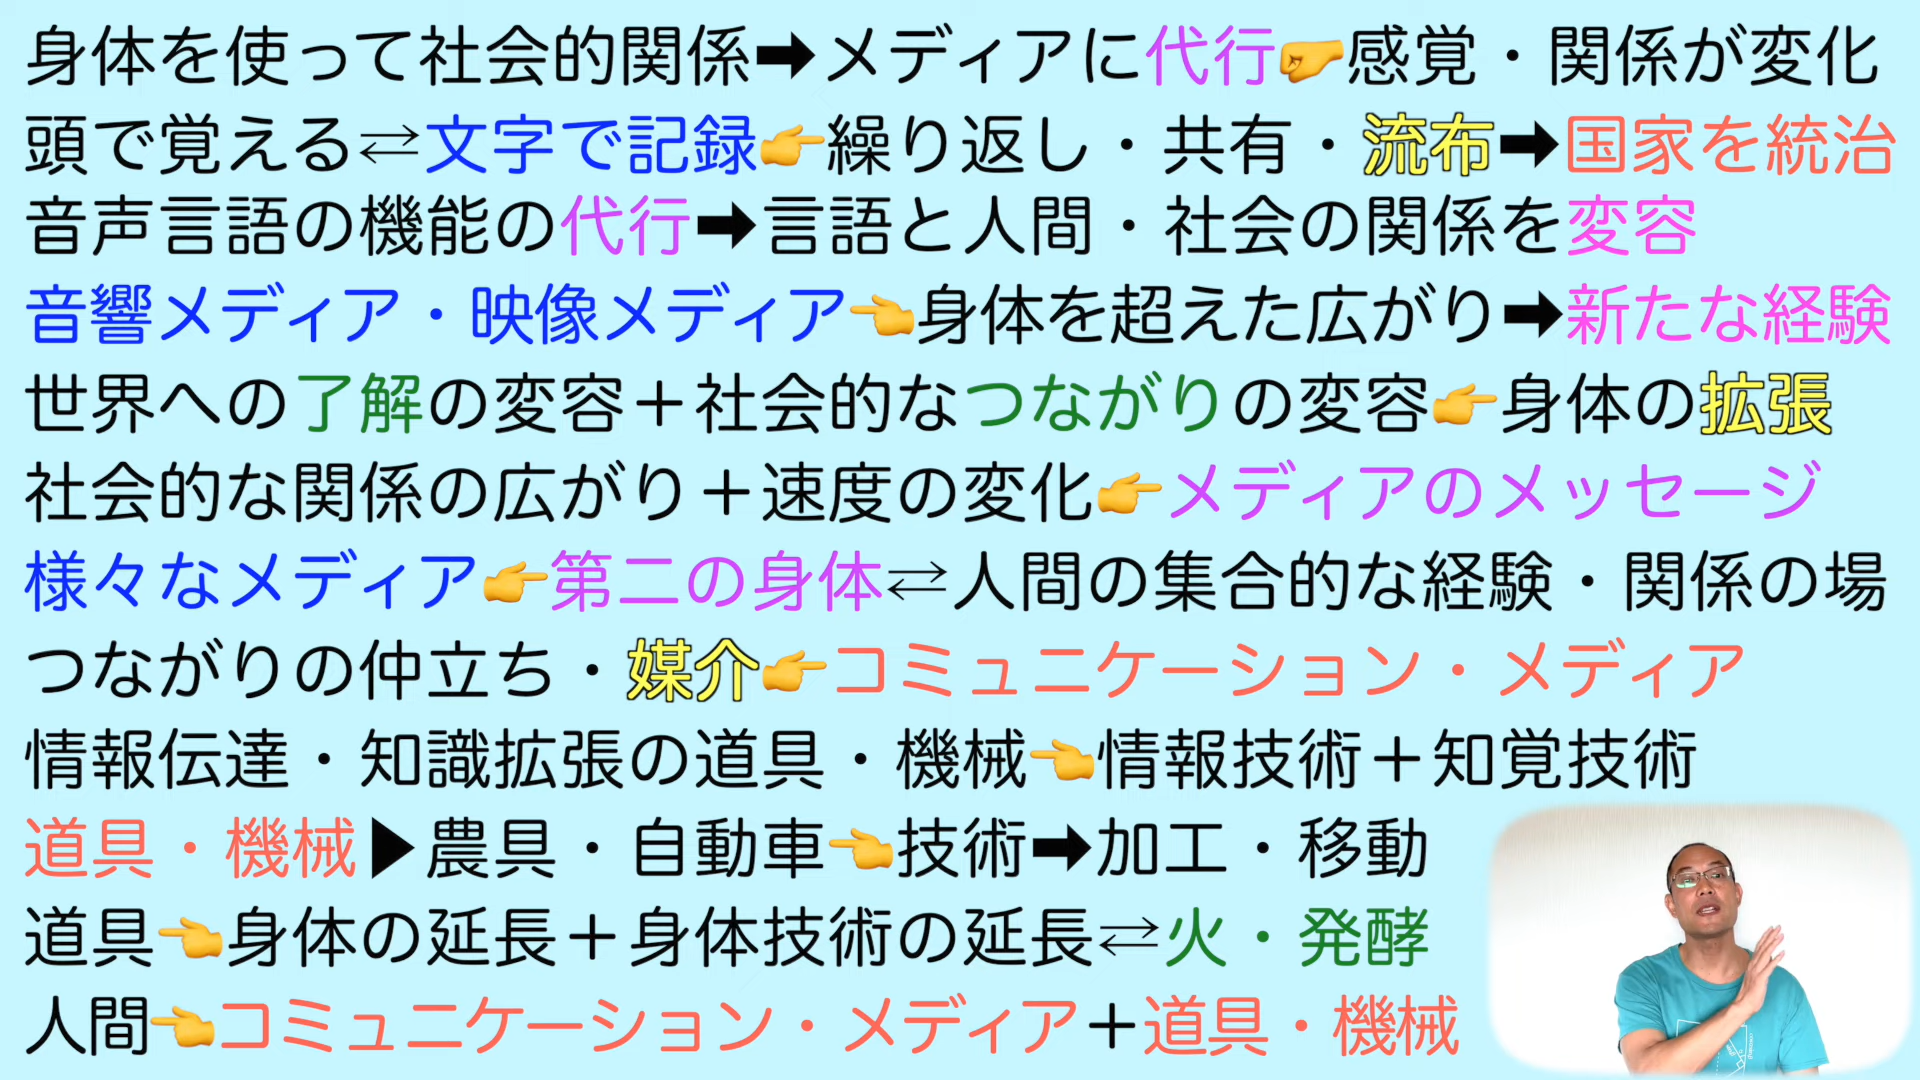 身体を使って社会的関係➡メディアに代行👉感覚・関係が変化
頭で覚える⇄文字で記録👉繰り返し・共有・流布➡国家を統治
音声言語の機能の代行➡言語と人間・社会の関係を変容
音響メディア・映像メディア👈身体を超えた広がり➡新たな経験
世界への了解の変容＋社会的なつながりの変容👉身体の拡張
社会的な関係の広がり＋速度の変化👉メディアのメッセージ
様々なメディア👉第二の身体⇄人間の集合的な経験・関係の場
つながりの仲立ち・媒介👉コミュニケーション・メディア
情報伝達・知識拡張の道具・機械👈情報技術＋知覚技術
道具・機械▶農具・自動車👈技術➡加工・移動
道具👈身体の延長＋身体技術の延長⇄火・発酵
人間👈コミュニケーション・メディア＋道具・機械